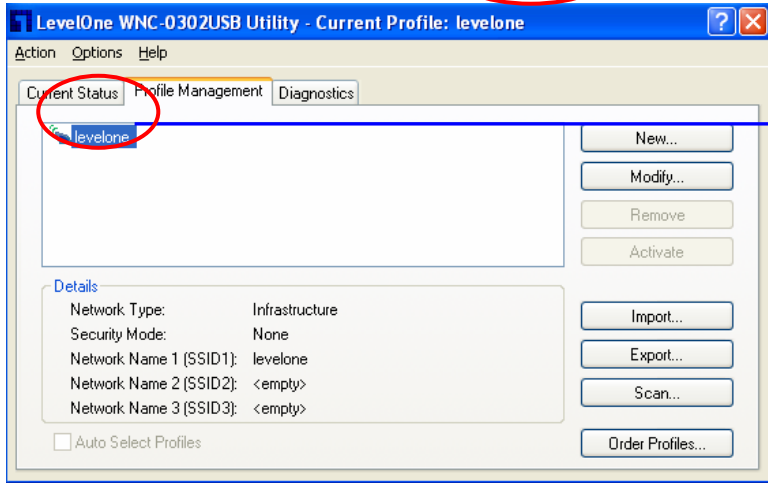 LevelOne WNC-0302USB Utility - Current Profile: levelone
Action Options Help
Current Status Profile Management Diagnostics
levelone
New...
Modify...
Remove
Activate
Details
Network Type: Infrastructure
Security Mode: None
Network Name 1 (SSID1): levelone
Network Name 2 (SSID2): <empty>
Network Name 3 (SSID3): <empty>
Import...
Export...
Scan...
Auto Select Profiles
Order Profiles...